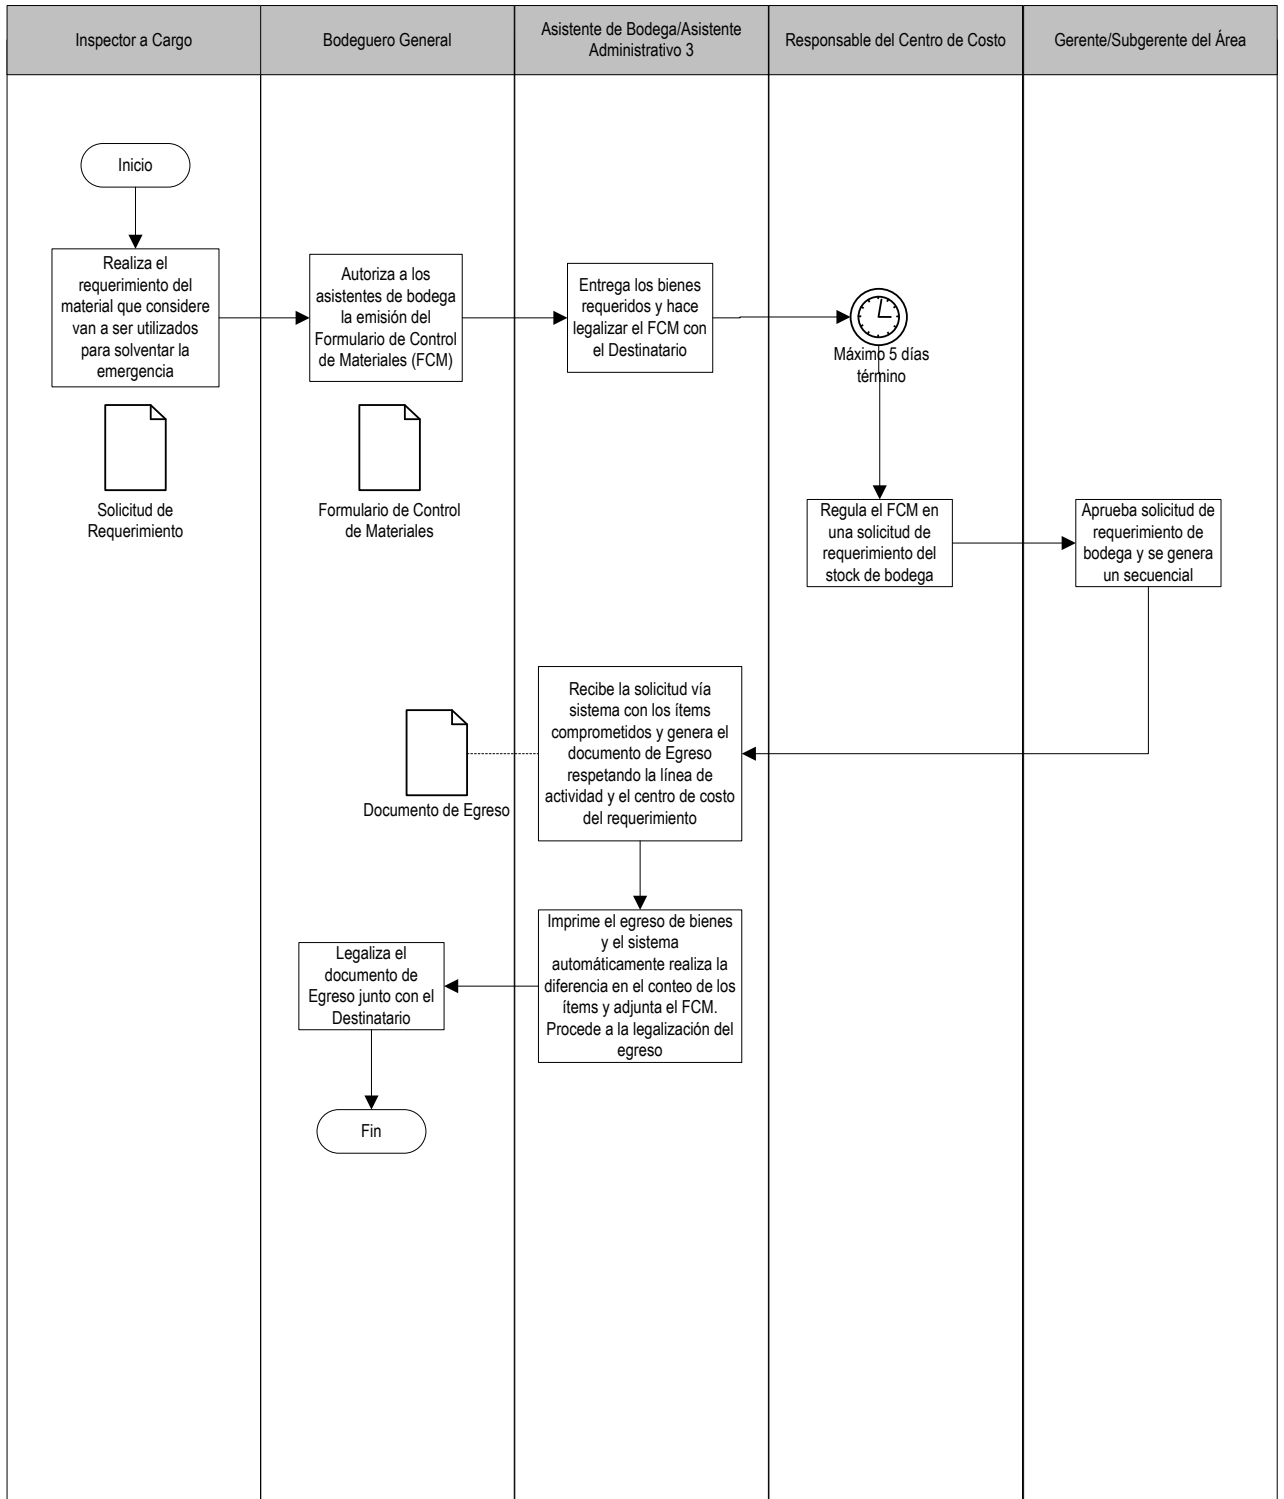 Inspector a Cargo
Bodeguero General
Asistente de Bodega/Asistente
Administrativo 3
Responsable del Centro de Costo
Gerente/Subgerente del Área
Inicio
Realiza el
requerimiento del
material que considere
van a ser utilizados
para solventar la
emergencia
Autoriza a los
asistentes de bodega
la emisión del
Formulario de Control
de Materiales (FCM)
Entrega los bienes
requeridos y hace
legalizar el FCM con
el Destinatario
Máximo 5 días
término
Solicitud de
Requerimiento
Formulario de Control
de Materiales
Regula el FCM en
una solicitud de
requerimiento del
stock de bodega
Aprueba solicitud de
requerimiento de
bodega y se genera
un secuencial
Recibe la solicitud vía
sistema con los ítems
comprometidos y genera el
documento de Egreso
respetando la línea de
actividad y el centro de costo
del requerimiento
Documento de Egreso
Imprime el egreso de bienes
y el sistema
automáticamente realiza la
diferencia en el conteo de los
ítems y adjunta el FCM.
Procede a la legalización del
egreso
Legaliza el
documento de
Egreso junto con el
Destinatario
Fin